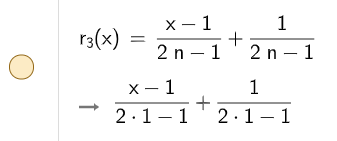 r₃(x) = (x − 1)/(2 n − 1) + 1/(2 n − 1)
→ (x − 1)/(2 · 1 − 1) + 1/(2 · 1 − 1)